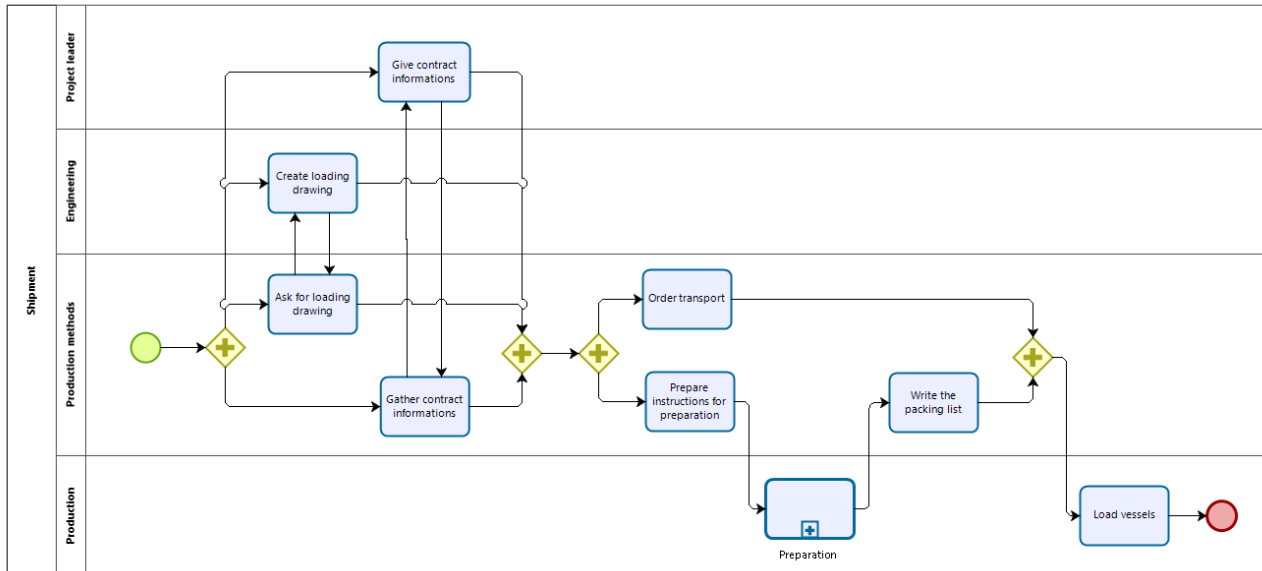 Shipment
Project leader
Give contract
informations
Engineering
Create loading
drawing
Production methods
Ask for loading
drawing
Gather contract
informations
Order transport
Prepare
instructions for
preparation
Write the
packing list
Production
Preparation
Load vessels